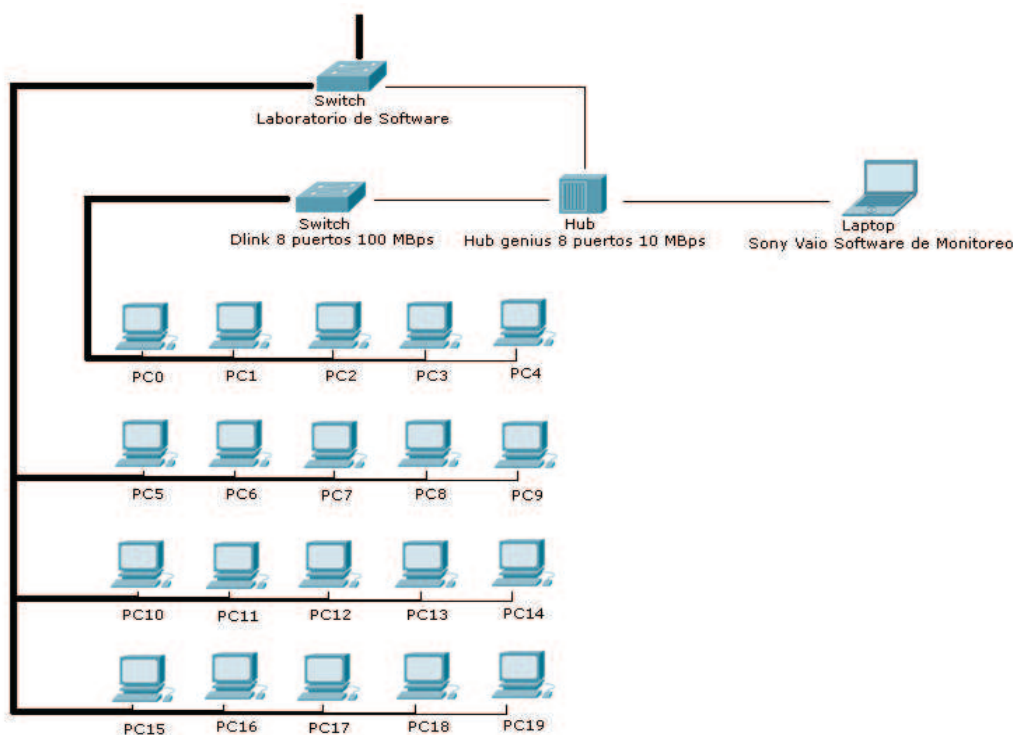 Switch
Laboratorio de Software
Switch
Dlink 8 puertos 100 MBps
Hub
Hub genius 8 puertos 10 MBps
Laptop
Sony Vaio Software de Monitoreo
PC0 PC1 PC2 PC3 PC4
PC5 PC6 PC7 PC8 PC9
PC10 PC11 PC12 PC13 PC14
PC15 PC16 PC17 PC18 PC19